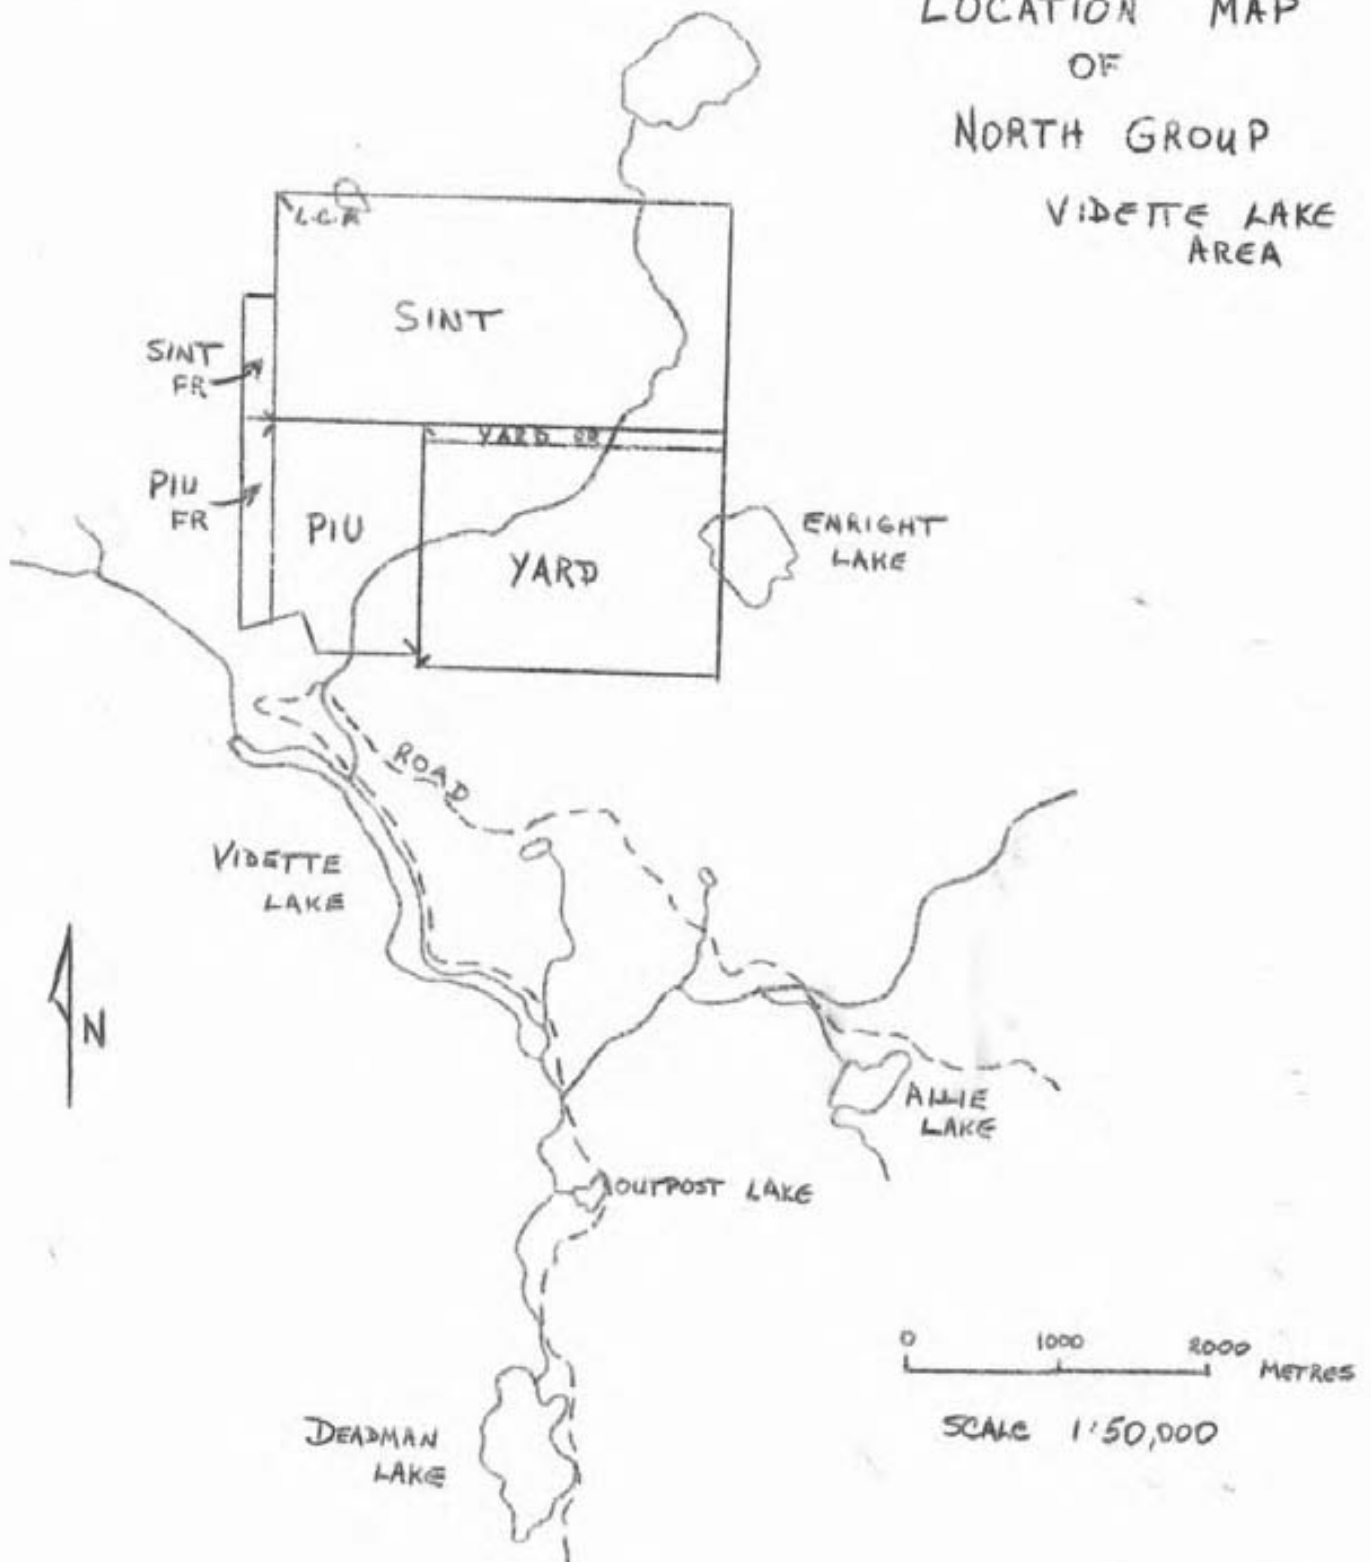 LOCATION MAP
OF
NORTH GROUP
VIDETTE LAKE
AREA
SINT
SINT
FR
YARD
PIU
FR
PIU
YARD
ENRIGHT
LAKE
ROAD
VIDETTE
LAKE
N
ALLIE
LAKE
OUTPOST LAKE
0 1000 2000
METRES
SCALE 1:50,000
DEADMAN
LAKE